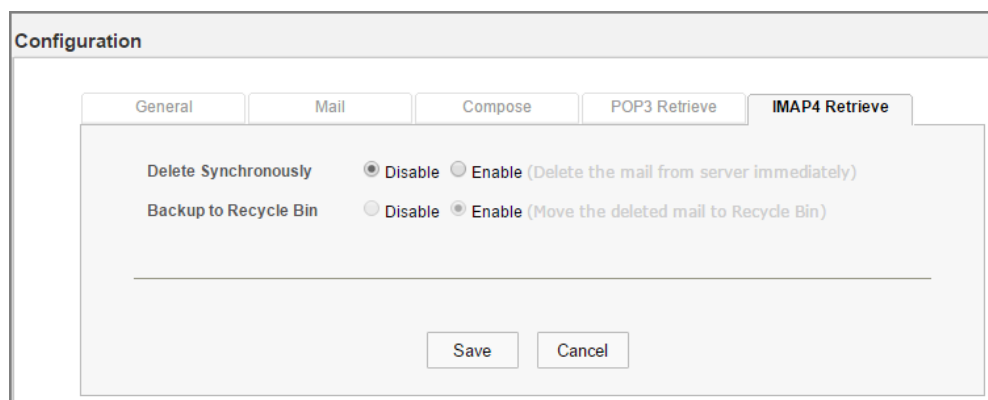 Configuration
General Mail Compose POP3 Retrieve IMAP4 Retrieve
Delete Synchronously Disable Enable (Delete the mail from server immediately)
Backup to Recycle Bin Disable Enable (Move the deleted mail to Recycle Bin)
Save Cancel